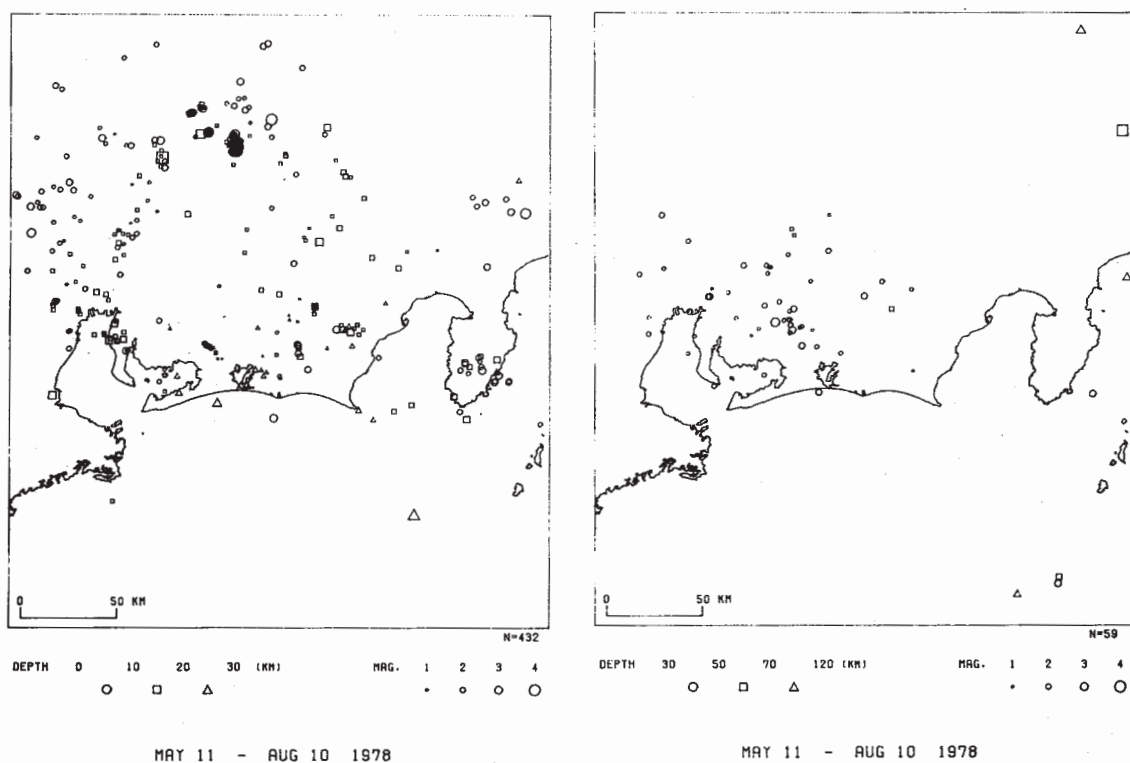 0 50 KM
N=432
DEPTH 0 10 20 30 (KM) MAG. 1 2 3 4
MAY 11 - AUG 10 1978
0 50 KM
N=59
DEPTH 30 50 70 120 (KM) MAG. 1 2 3 4
MAY 11 - AUG 10 1978